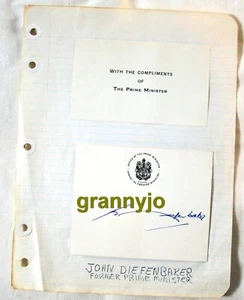 WITH THE COMPLIMENTS
OF
THE PRIME MINISTER
grannyjo
JOHN DIEFENBAKER
FORMER PRIME MINISTER